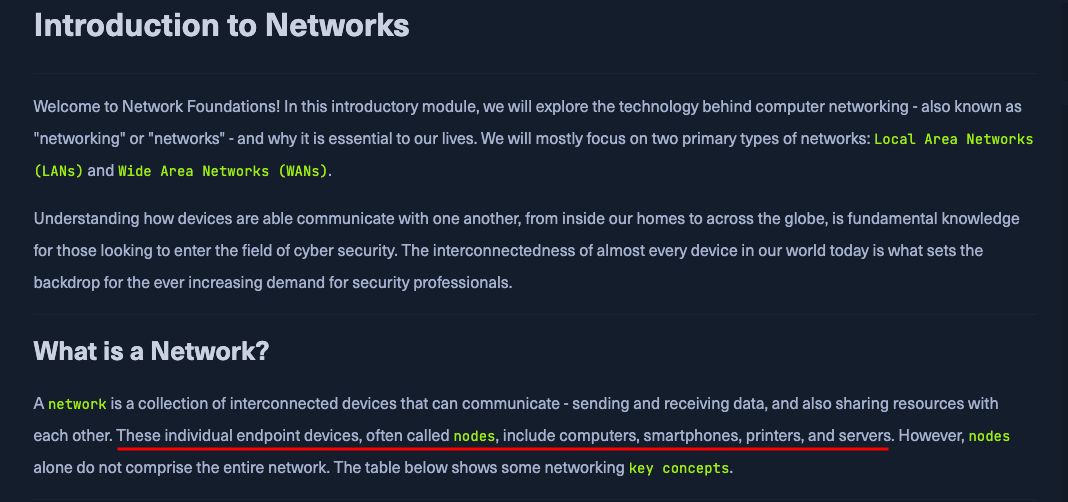 Introduction to Networks
Welcome to Network Foundations! In this introductory module, we will explore the technology behind computer networking - also known as
"networking" or "networks" - and why it is essential to our lives. We will mostly focus on two primary types of networks: Local Area Networks
(LANs) and Wide Area Networks (WANs).
Understanding how devices are able communicate with one another, from inside our homes to across the globe, is fundamental knowledge
for those looking to enter the field of cyber security. The interconnectedness of almost every device in our world today is what sets the
backdrop for the ever increasing demand for security professionals.
What is a Network?
A network is a collection of interconnected devices that can communicate - sending and receiving data, and also sharing resources with
each other. These individual endpoint devices, often called nodes, include computers, smartphones, printers, and servers. However, nodes
alone do not comprise the entire network. The table below shows some networking key concepts.